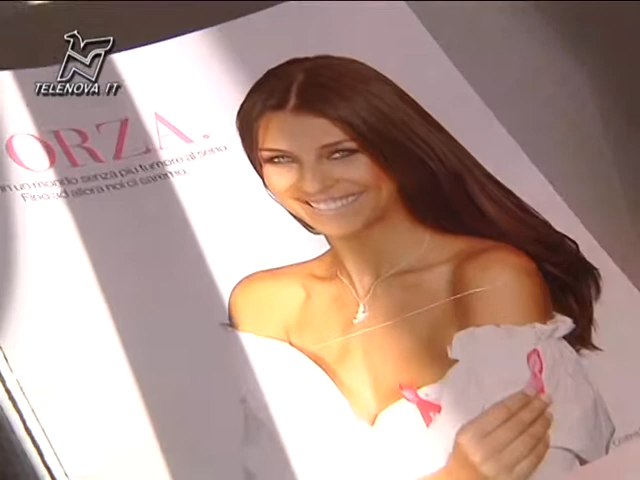 TELENOVA IT
ORZA.
un mondo senza più tumore al seno
Fino ad allora noi ci saremo